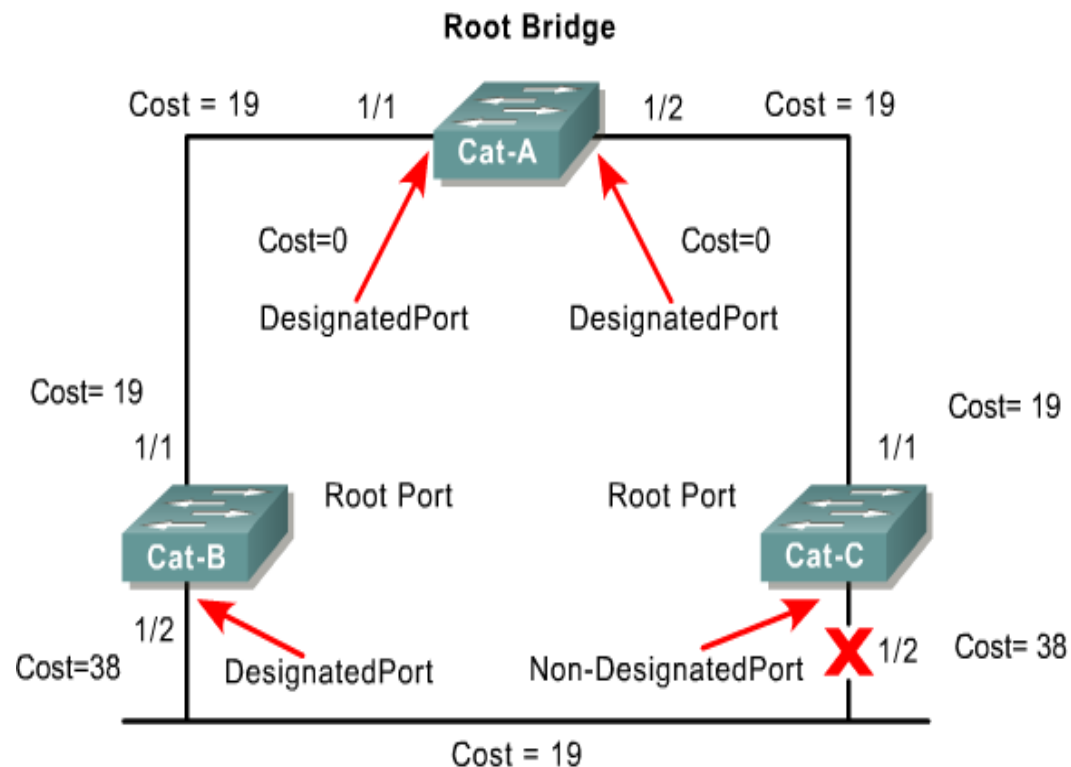 Root Bridge
Cost = 19
1/1
1/2
Cost = 19
Cat-A
Cost=0
Cost=0
DesignatedPort
DesignatedPort
Cost= 19
Cost= 19
1/1
1/1
Root Port
Root Port
Cat-B
Cat-C
1/2
1/2
Cost=38
DesignatedPort
Non-DesignatedPort
Cost= 38
Cost = 19